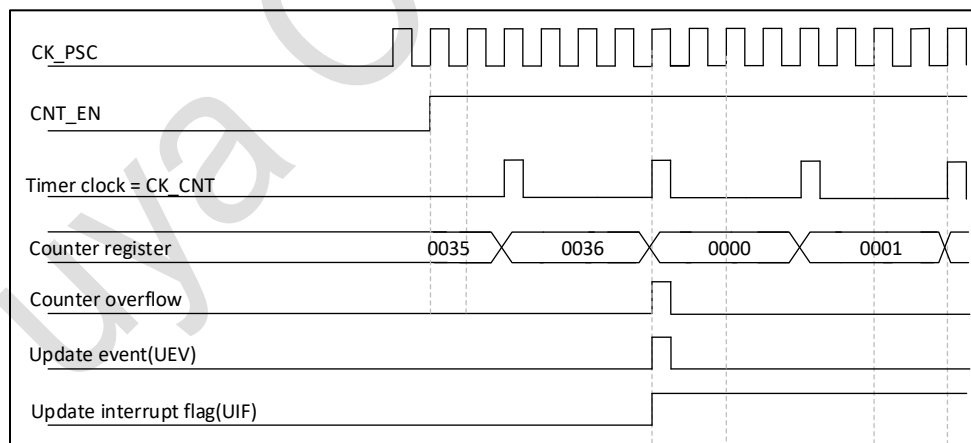 CK_PSC
CNT_EN
Timer clock = CK_CNT
Counter register 0035 0036 0000 0001
Counter overflow
Update event(UEV)
Update interrupt flag(UIF)
uya